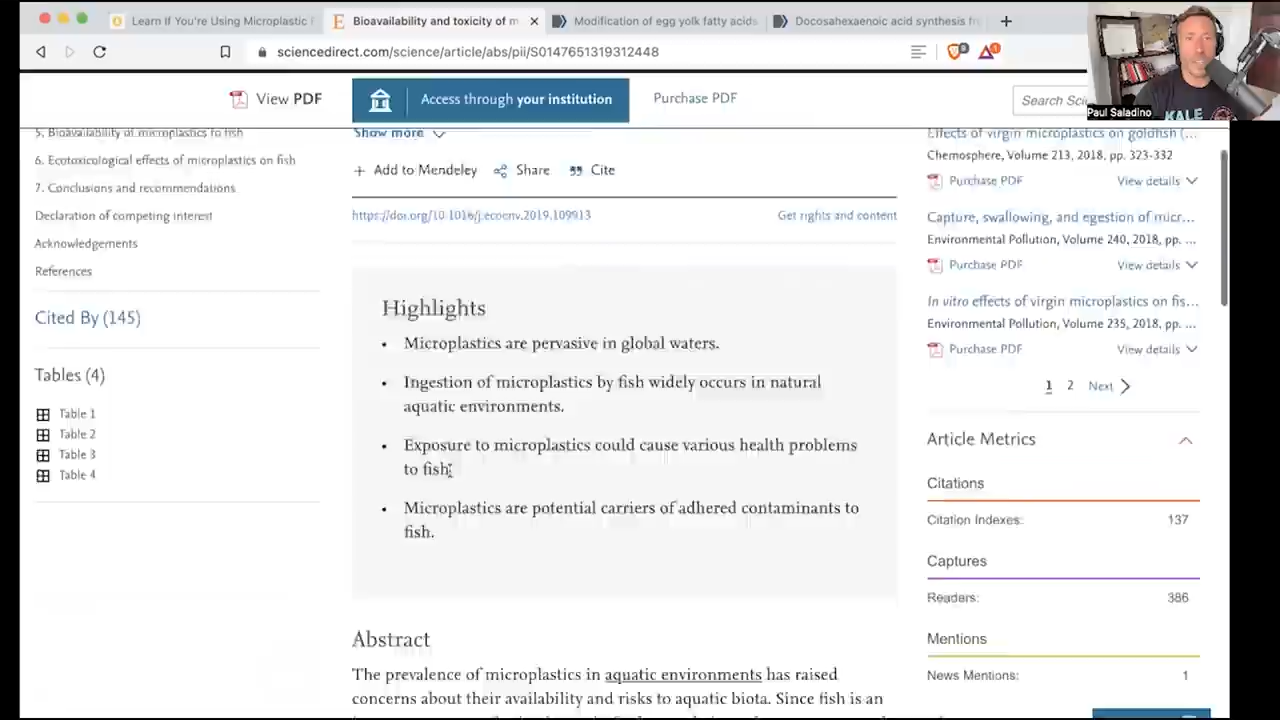 Learn If You're Using Microplastic F
Bioavailability and toxicity of m
Modification of egg yolk fatty acids
Docosahexaenoic acid synthesis fr
sciencedirect.com/science/article/abs/pii/S0147651319312448
Paul Saladino
KALE
View PDF
Access through your institution
Purchase PDF
Search Scie
5. Bioavailability of microplastics to fish
6. Ecotoxicological effects of microplastics on fish
7. Conclusions and recommendations
Declaration of competing interest
Acknowledgements
References
Cited By (145)
Tables (4)
Table 1
Table 2
Table 3
Table 4
Show more
Add to Mendeley
Share
Cite
https://doi.org/10.1016/j.ecoenv.2019.109913
Get rights and content
Highlights
• Microplastics are pervasive in global waters.
• Ingestion of microplastics by fish widely occurs in natural
aquatic environments.
• Exposure to microplastics could cause various health problems
to fish.
• Microplastics are potential carriers of adhered contaminants to
fish.
Abstract
The prevalence of microplastics in aquatic environments has raised
concerns about their availability and risks to aquatic biota. Since fish is an
Effects of virgin microplastics on goldfish (...
Chemosphere, Volume 213, 2018, pp. 323-332
Purchase PDF
View details
Capture, swallowing, and egestion of micr...
Environmental Pollution, Volume 240, 2018, pp. ...
Purchase PDF
View details
In vitro effects of virgin microplastics on fis...
Environmental Pollution, Volume 235, 2018, pp. ...
Purchase PDF
View details
1 2 Next
Article Metrics
Citations
Citation Indexes: 137
Captures
Readers: 386
Mentions
News Mentions: 1